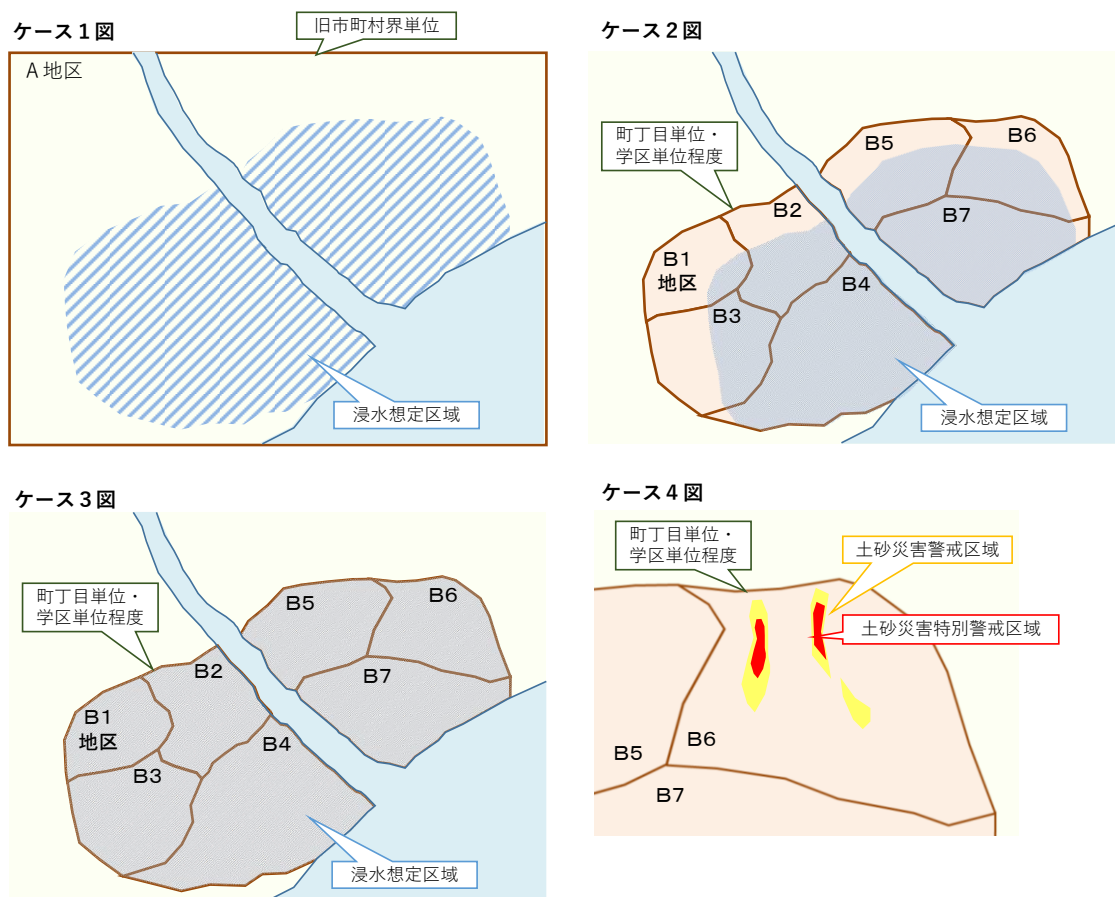 ケース１図
旧市町村界単位
Ａ地区
浸水想定区域
ケース２図
町丁目単位・
学区単位程度
B5
B6
B2
B7
B1
地区
B4
B3
浸水想定区域
ケース３図
町丁目単位・
学区単位程度
B5
B6
B2
B7
B1
地区
B4
B3
浸水想定区域
ケース４図
町丁目単位・
学区単位程度
土砂災害警戒区域
土砂災害特別警戒区域
B5
B6
B7